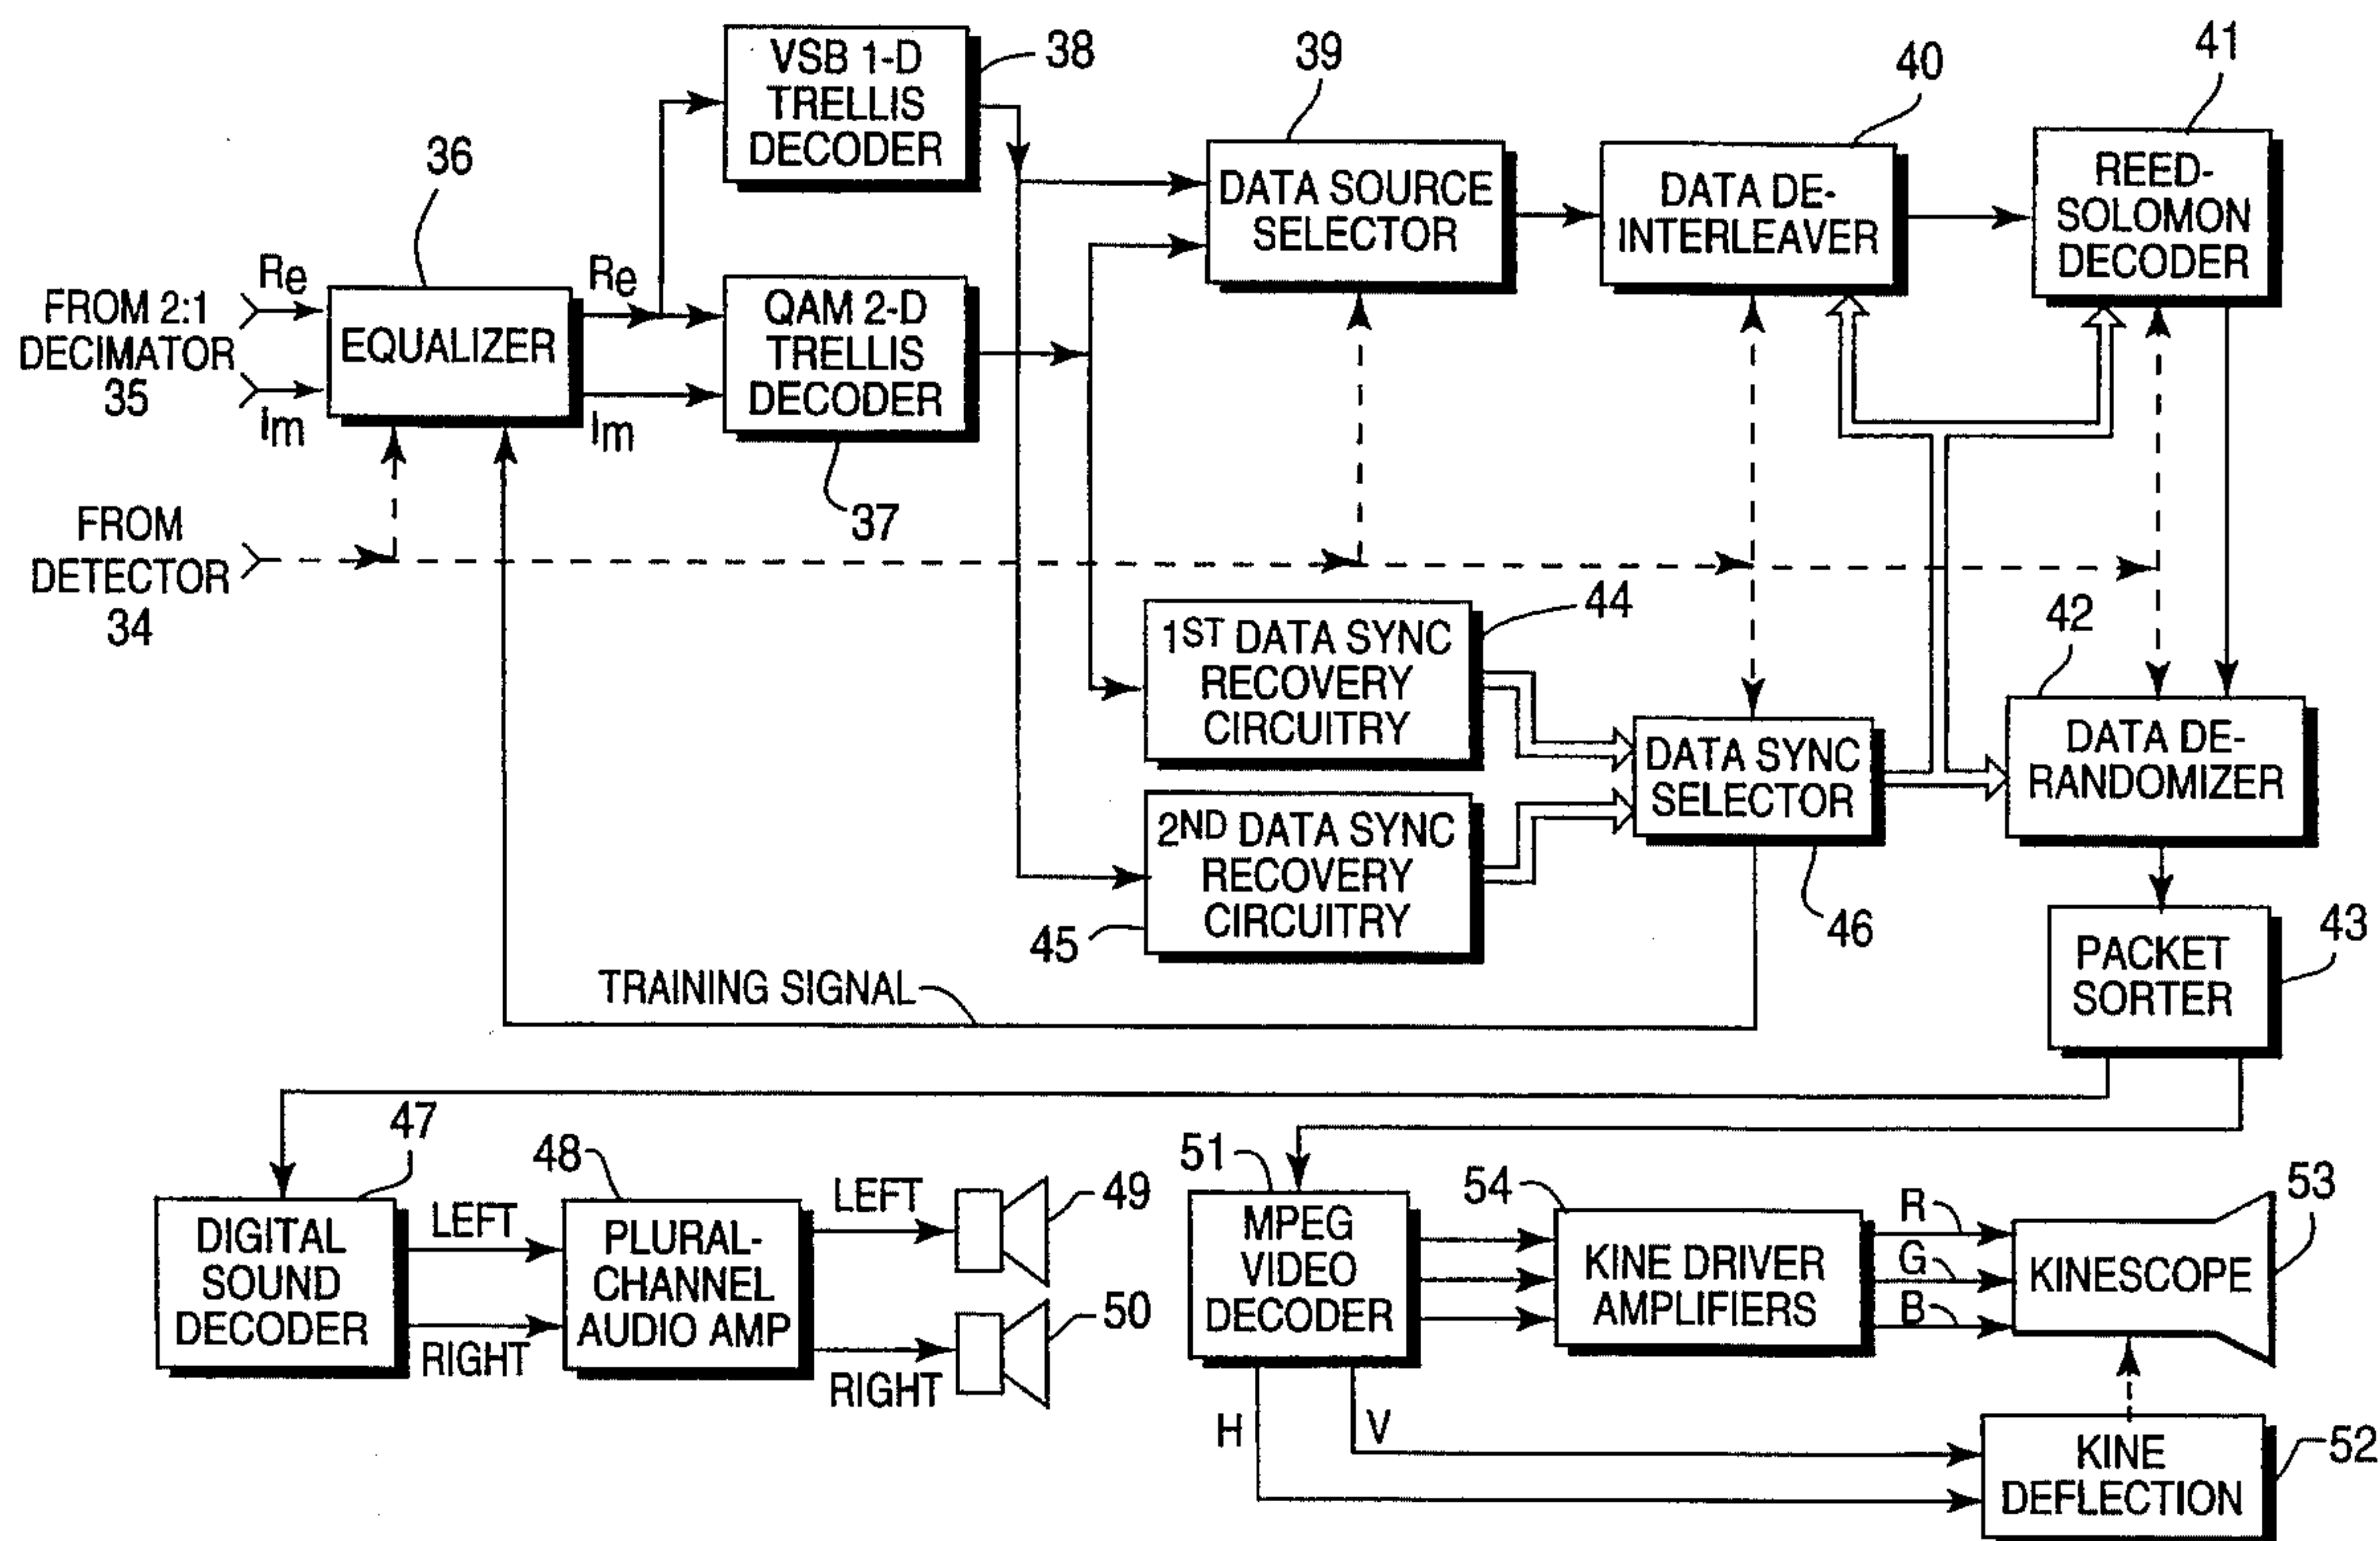 VSB 1-D
TRELLIS
DECODER
38
39
40
41
36
DATA SOURCE
SELECTOR
DATA DE-
INTERLEAVER
REED-
SOLOMON
DECODER
Re
FROM 2:1
DECIMATOR
35
Im
EQUALIZER
Re
Im
QAM 2-D
TRELLIS
DECODER
37
FROM
DETECTOR
34
1ST DATA SYNC
RECOVERY
CIRCUITRY
44
42
DATA SYNC
SELECTOR
46
DATA DE-
RANDOMIZER
2ND DATA SYNC
RECOVERY
CIRCUITRY
45
PACKET
SORTER
43
TRAINING SIGNAL
47
48
DIGITAL
SOUND
DECODER
LEFT
RIGHT
PLURAL-
CHANNEL
AUDIO AMP
LEFT
RIGHT
49
50
51
MPEG
VIDEO
DECODER
54
KINE DRIVER
AMPLIFIERS
R
G
B
KINESCOPE
53
H
V
KINE
DEFLECTION
52